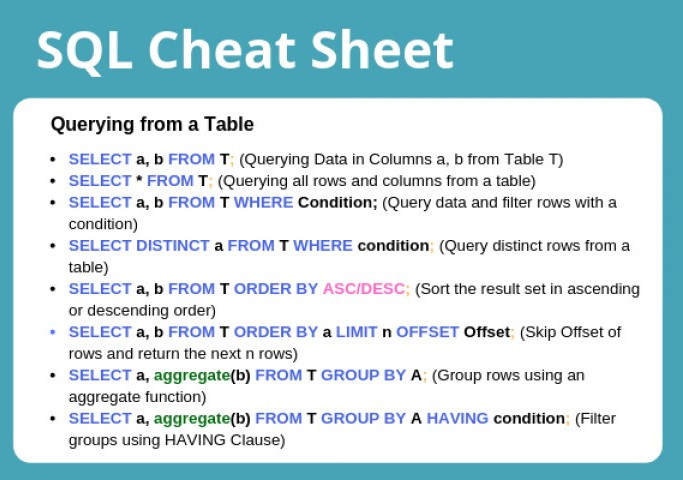 SQL Cheat Sheet
Querying from a Table
• SELECT a, b FROM T; (Querying Data in Columns a, b from Table T)
• SELECT * FROM T; (Querying all rows and columns from a table)
• SELECT a, b FROM T WHERE Condition; (Query data and filter rows with a
condition)
• SELECT DISTINCT a FROM T WHERE condition; (Query distinct rows from a
table)
• SELECT a, b FROM T ORDER BY ASC/DESC; (Sort the result set in ascending
or descending order)
• SELECT a, b FROM T ORDER BY a LIMIT n OFFSET Offset; (Skip Offset of
rows and return the next n rows)
• SELECT a, aggregate(b) FROM T GROUP BY A; (Group rows using an
aggregate function)
• SELECT a, aggregate(b) FROM T GROUP BY A HAVING condition; (Filter
groups using HAVING Clause)